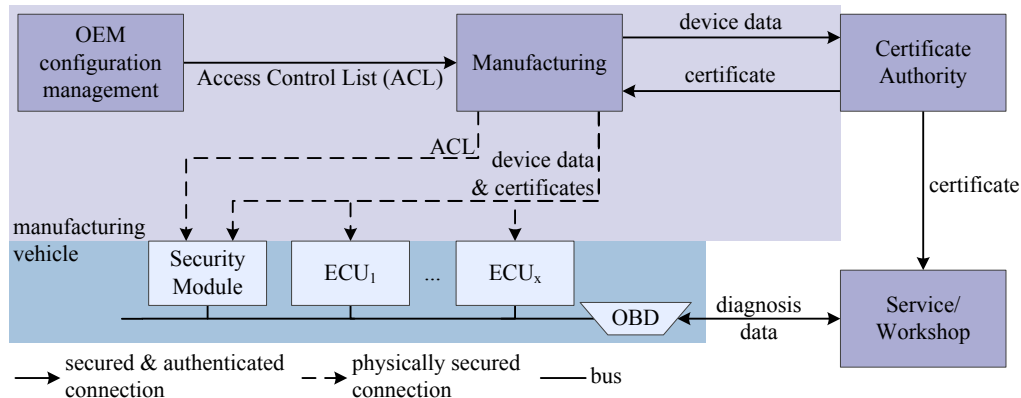 OEM
configuration
management
Access Control List (ACL)
Manufacturing
device data
certificate
Certificate
Authority
ACL
device data
& certificates
certificate
manufacturing
vehicle
Security
Module
ECU1
...
ECUx
OBD
diagnosis
data
Service/
Workshop
secured & authenticated
connection
physically secured
connection
bus